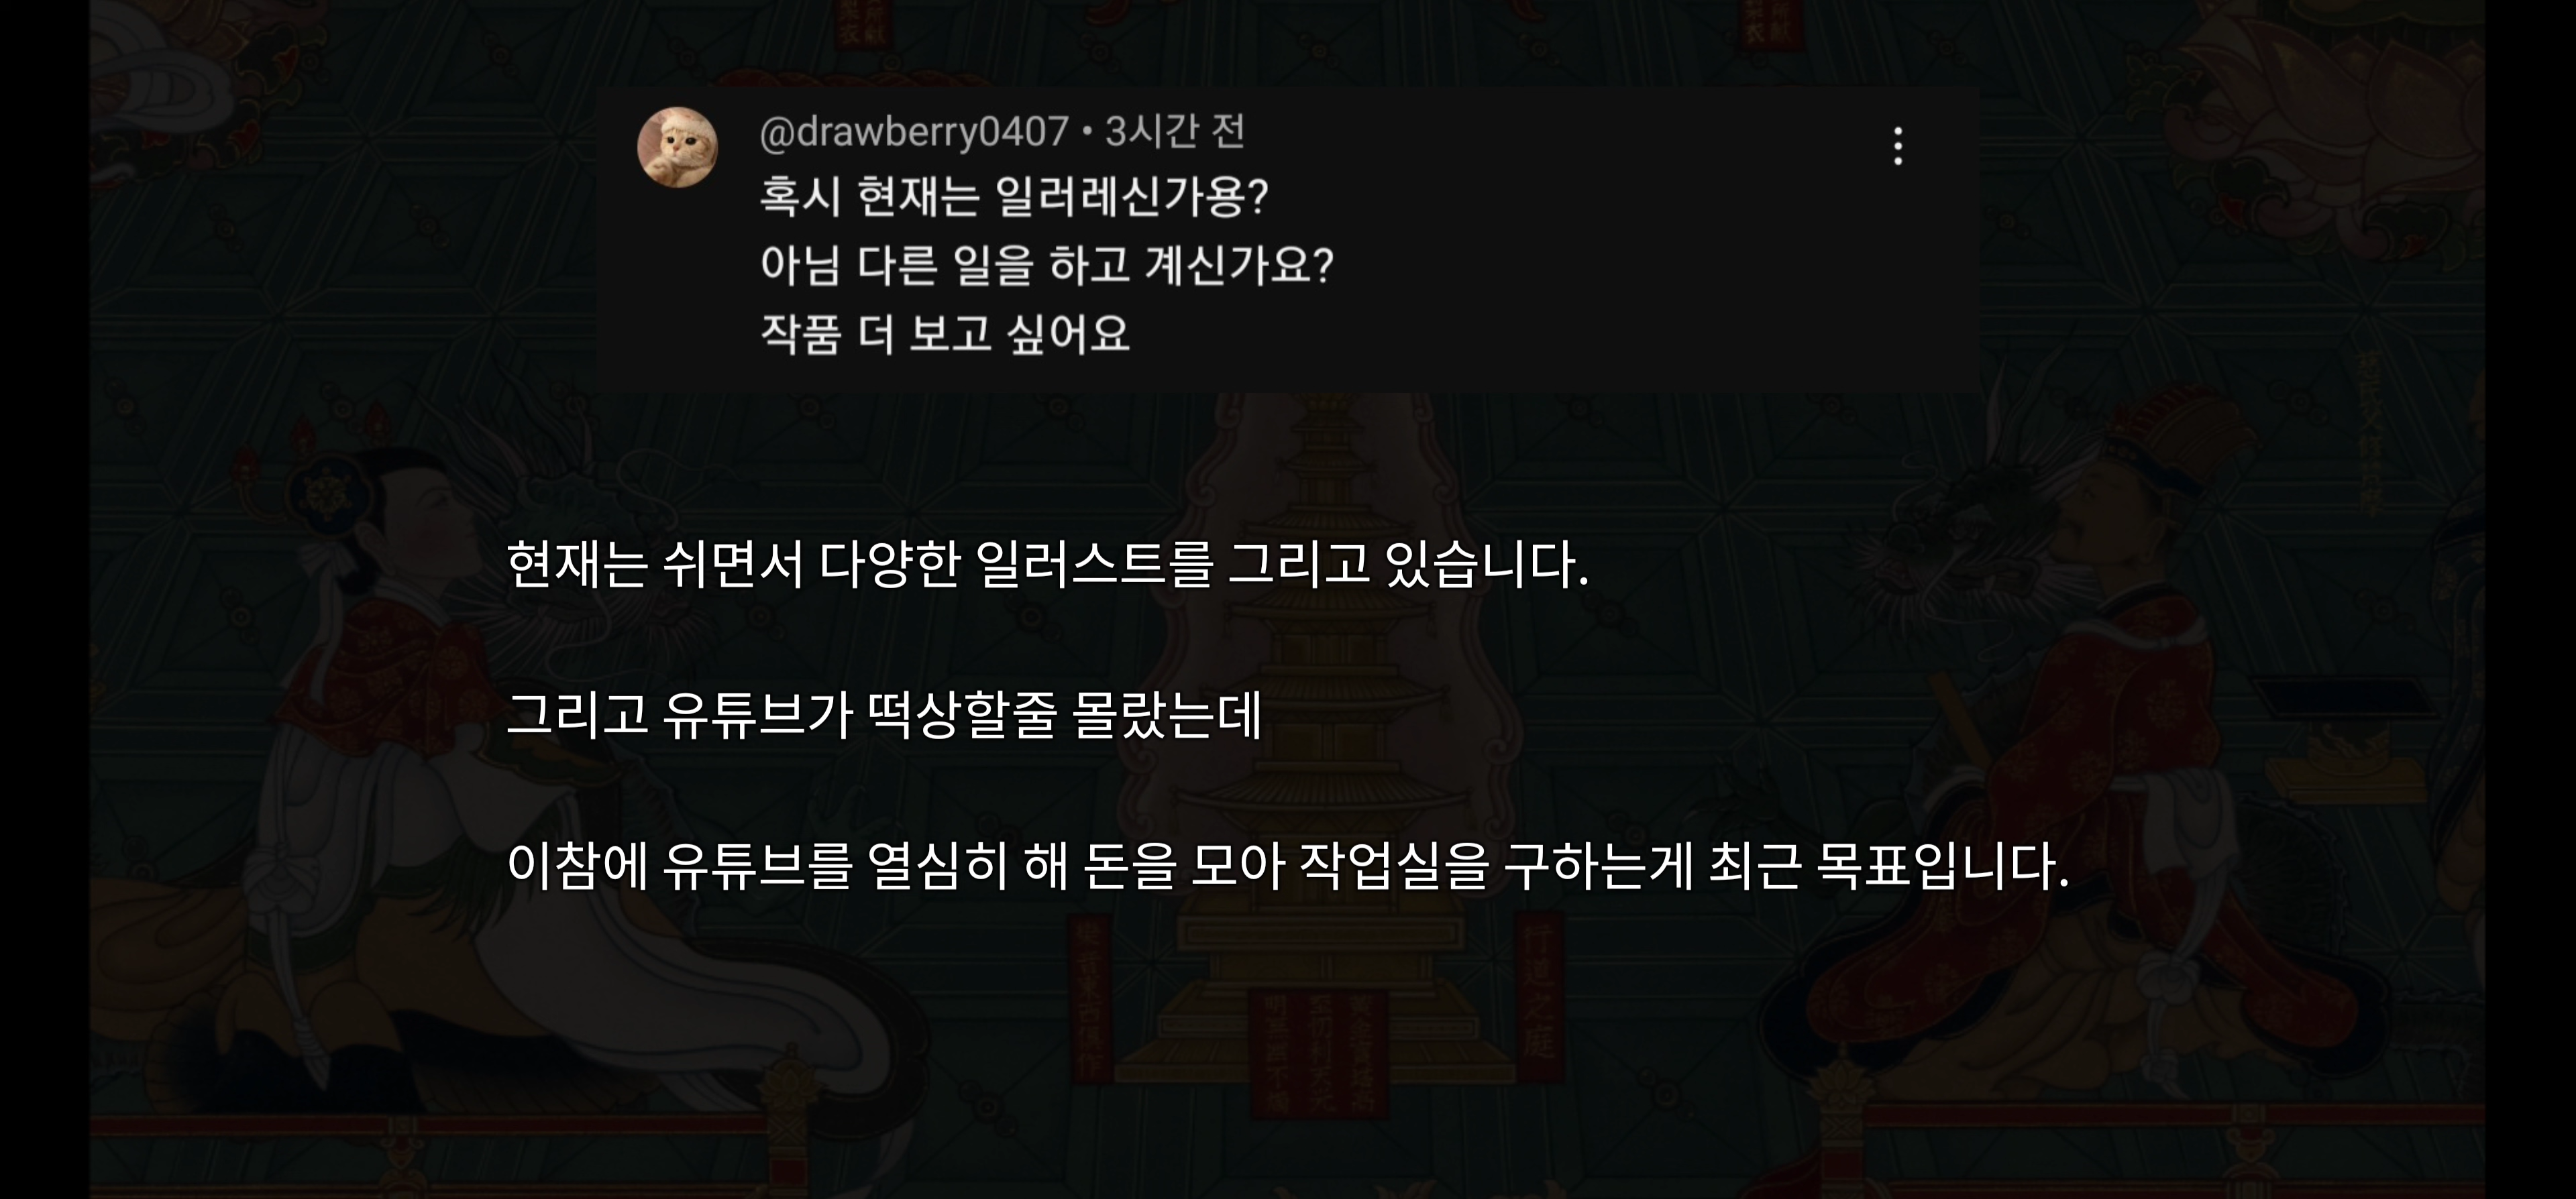 @drawberry0407 • 3시간 전
혹시 현재는 일러레신가용?
아님 다른 일을 하고 계신가요?
작품 더 보고 싶어요
현재는 쉬면서 다양한 일러스트를 그리고 있습니다.
그리고 유튜브가 떡상할줄 몰랐는데
이참에 유튜브를 열심히 해 돈을 모아 작업실을 구하는게 최근 목표입니다.
行道之庭